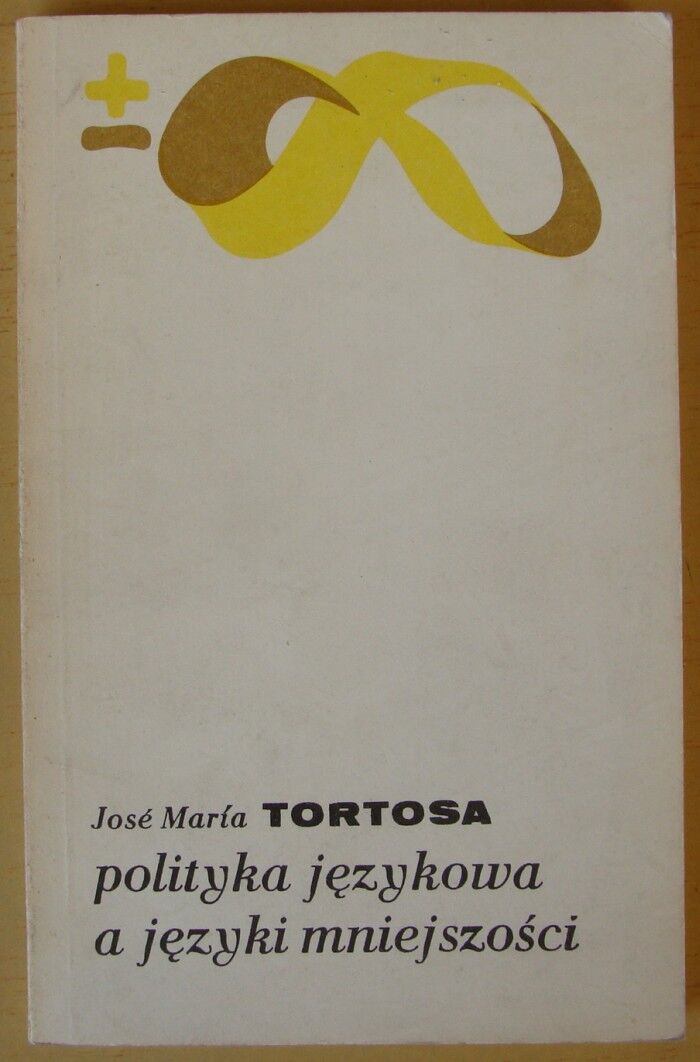 ±∞
José María TORTOSA
polityka językowa
a języki mniejszości